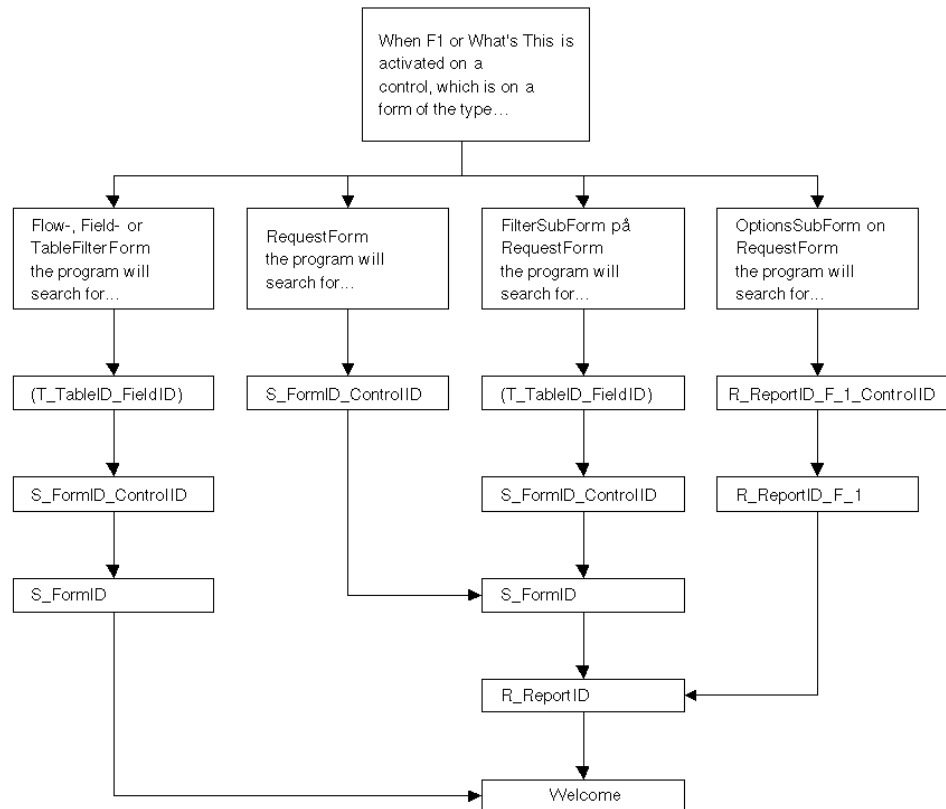 When F1 or What's This is
activated on a
control, which is on a
form of the type...
Flow-, Field- or
TableFilterForm
the program will
search for...
RequestForm
the program will
search for...
FilterSubForm på
RequestForm
the program will
search for...
OptionsSubForm on
RequestForm
the program will
search for...
(T_TableID_FieldID)
S_FormID_ControlID
(T_TableID_FieldID)
R_ReportID_F_1_ControlID
S_FormID_ControlID
S_FormID_ControlID
R_ReportID_F_1
S_FormID
S_FormID
R_ReportID
Welcome